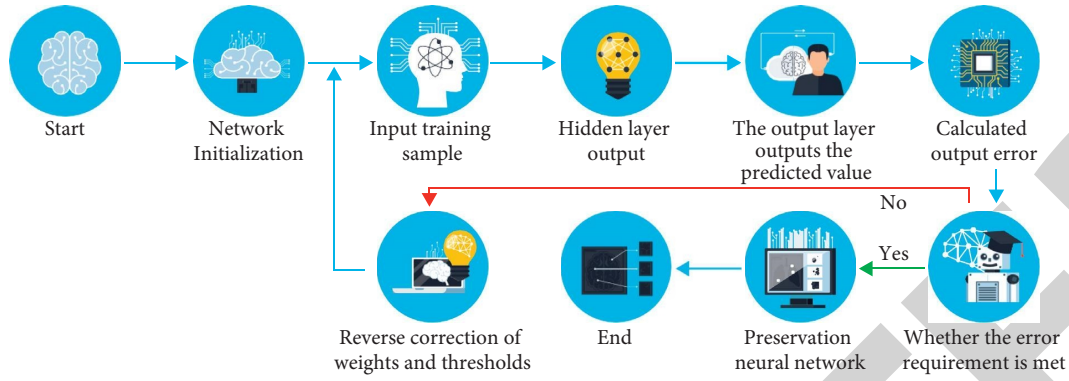 Start
Network
Initialization
Input training
sample
Hidden layer
output
The output layer
outputs the
predicted value
Calculated
output error
No
Yes
Reverse correction of
weights and thresholds
End
Preservation
neural network
Whether the error
requirement is met